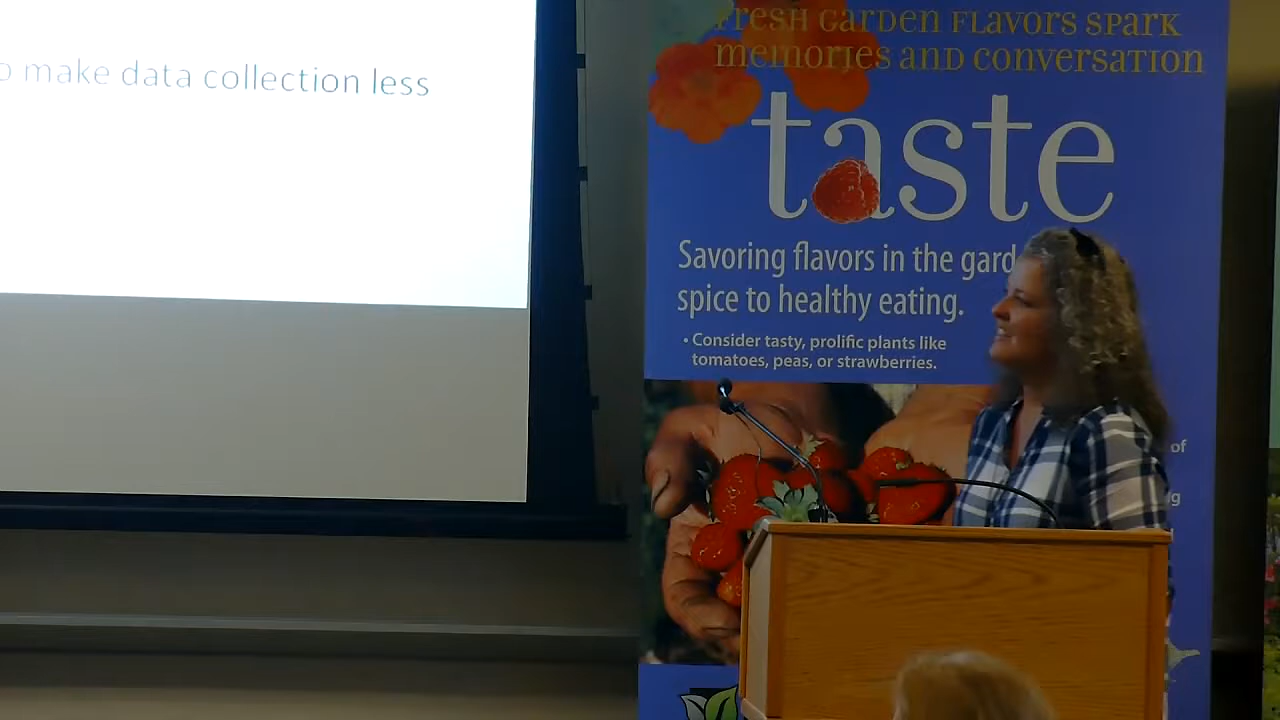 make data collection less
Fresh Garden Flavors Spark
memories and conversation
taste
Savoring flavors in the
spice to healthy eating.
• Consider tasty, prolific plants like
tomatoes, peas, or strawberries.
of